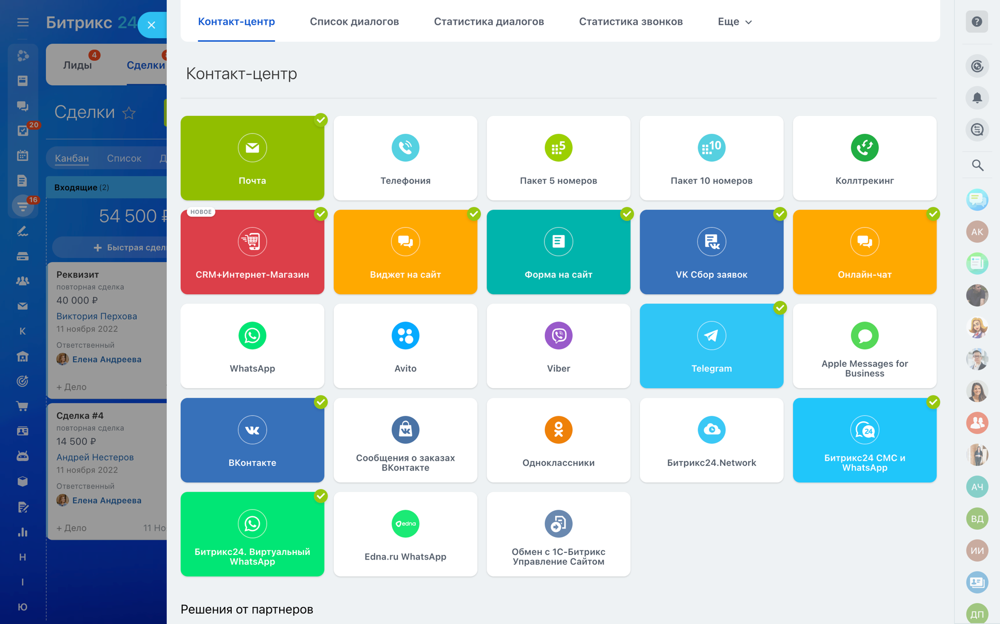 Битрикс 24
Контакт-центр
Список диалогов
Статистика диалогов
Статистика звонков
Еще
Лиды
4
Сделки
Контакт-центр
Сделки
Почта
Телефония
5
Пакет 5 номеров
10
Пакет 10 номеров
Коллтрекинг
20
Канбан
Список
Д
Входящие (2)
16
54 500 ₽
Быстрая сдел
НОВОЕ
CRM+Интернет-Магазин
Виджет на сайт
Форма на сайт
VK Сбор заявок
Онлайн-чат
Реквизит
повторная сделка
40 000 ₽
Виктория Перхова
11 ноября 2022
Ответственный
Елена Андреева
+ Дело
WhatsApp
Avito
Viber
Telegram
Apple Messages for
Business
Сделка #4
повторная сделка
14 500 ₽
Андрей Нестеров
11 ноября 2022
Ответственный
Елена Андреева
+ Дело
11 Но
ВКонтакте
Сообщения о заказах
ВКонтакте
Одноклассники
Битрикс24.Network
24
Битрикс24 СМС и
WhatsApp
Битрикс24. Виртуальный
WhatsApp
edna
Edna.ru WhatsApp
Обмен с 1С-Битрикс
Управление Сайтом
Решения от партнеров
К
Н
I
Ю
АК
АЧ
ВД
ИИ
ДП